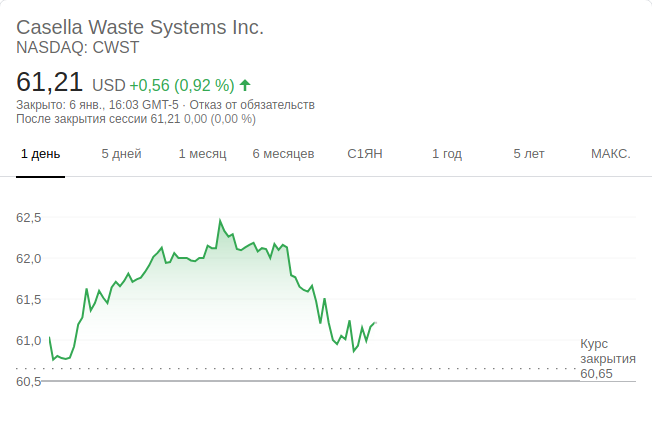 Casella Waste Systems Inc.
NASDAQ: CWST
61,21 USD +0,56 (0,92 %)
Закрыто: 6 янв., 16:03 GMT-5 · Отказ от обязательств
После закрытия сессии 61,21 0,00 (0,00 %)
1 день 5 дней 1 месяц 6 месяцев С1ЯН 1 год 5 лет МАКС.
62,5
62,0
61,5
61,0
Курс
закрытия
60,65
60,5